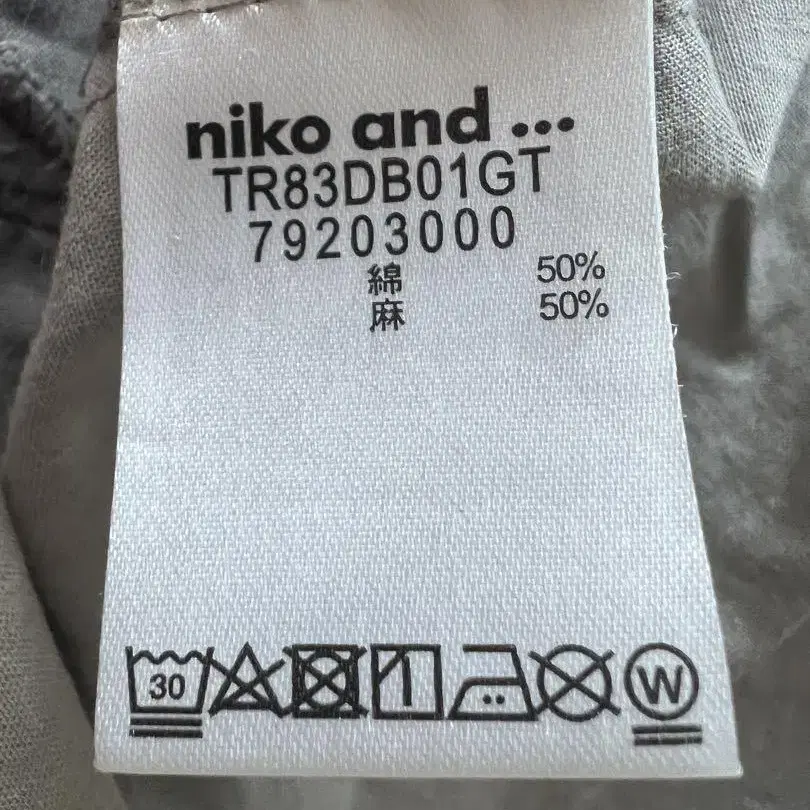 niko and ...
TR83DB01GT
79203000
綿 50%
麻 50%
30 W